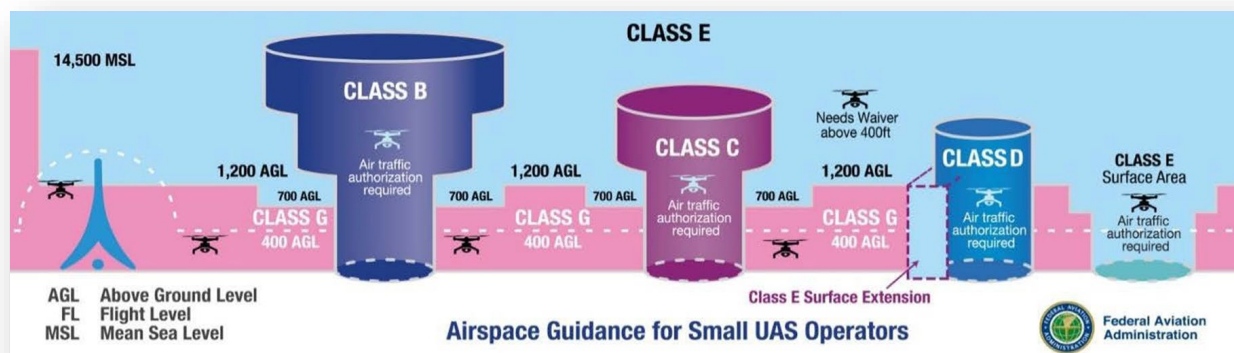 CLASS E
14,500 MSL
CLASS B
Air traffic
authorization
required
CLASS C
Air traffic
authorization
required
Needs Waiver
above 400ft
CLASS D
Air traffic
authorization
required
CLASS E
Surface Area
Air traffic
authorization
required
1,200 AGL
700 AGL
CLASS G
400 AGL
700 AGL
1,200 AGL
700 AGL
CLASS G
400 AGL
700 AGL
1,200 AGL
CLASS G
400 AGL
Class E Surface Extension
AGL Above Ground Level
FL Flight Level
MSL Mean Sea Level
Airspace Guidance for Small UAS Operators
Federal Aviation
Administration